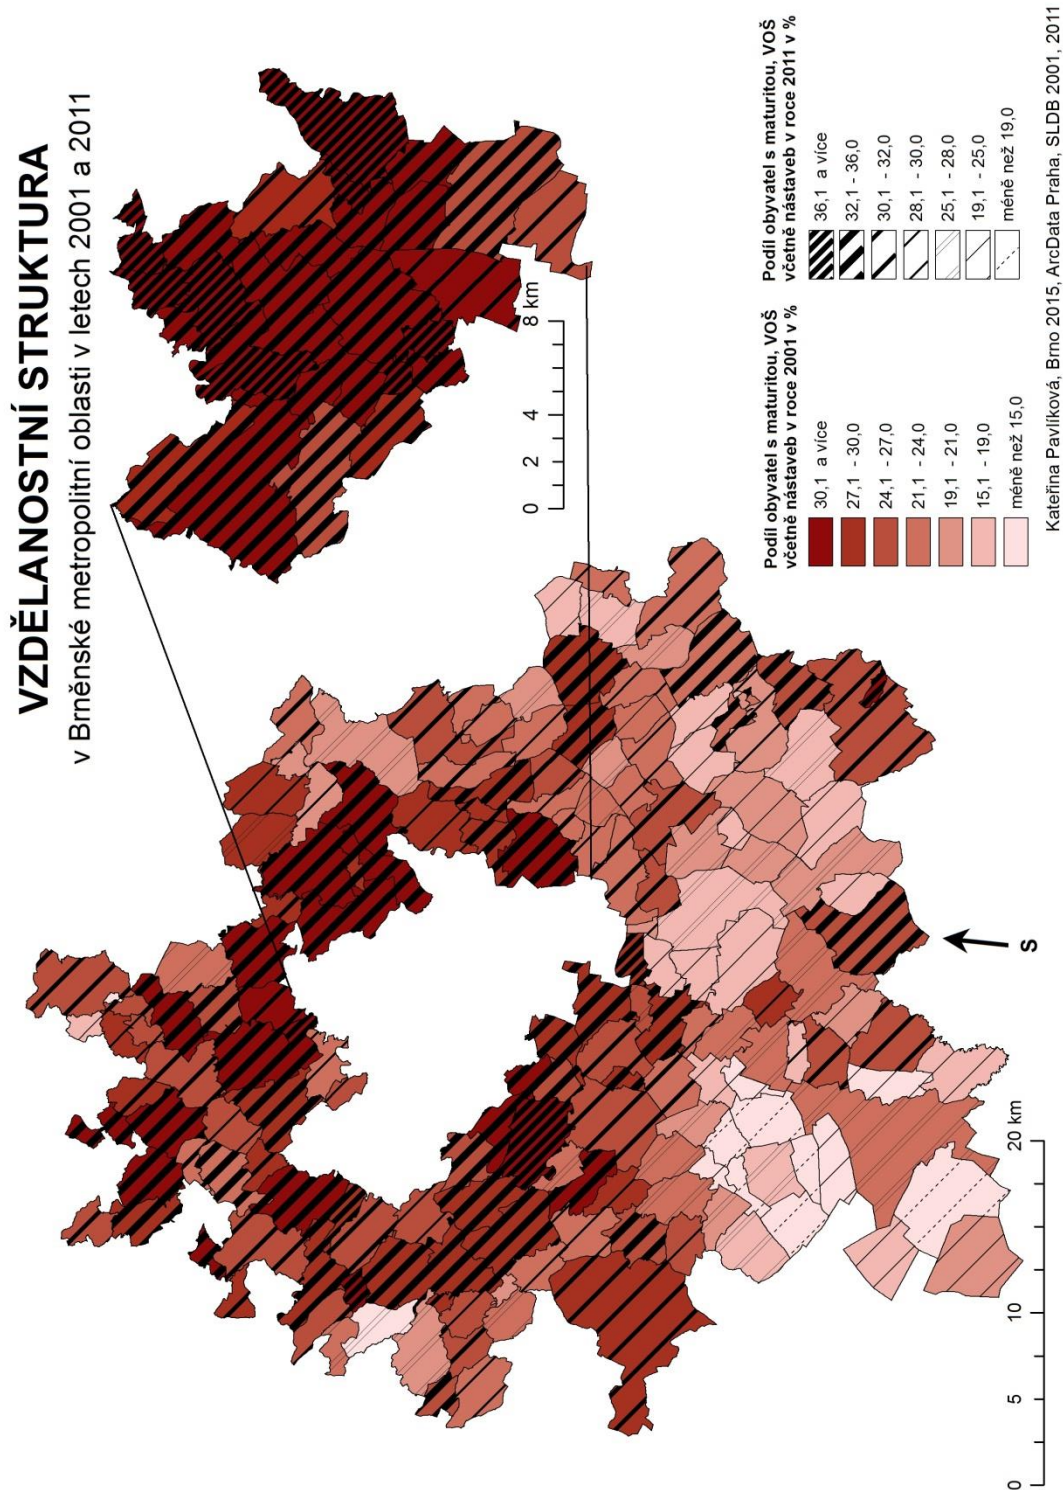 VZDĚLANOSTNÍ STRUKTURA
v Brněnské metropolitní oblasti v letech 2001 a 2011
0 2 4 8 km
0 5 10 20 km
S
Podíl obyvatel s maturitou, VOŠ
včetně nástaveb v roce 2001 v %
30,1 a více
27,1 - 30,0
24,1 - 27,0
21,1 - 24,0
19,1 - 21,0
15,1 - 19,0
méně než 15,0
Podíl obyvatel s maturitou, VOŠ
včetně nástaveb v roce 2011 v %
36,1 a více
32,1 - 36,0
30,1 - 32,0
28,1 - 30,0
25,1 - 28,0
19,1 - 25,0
méně než 19,0
Kateřina Pavlíková, Brno 2015, ArcData Praha, SLDB 2001, 2011